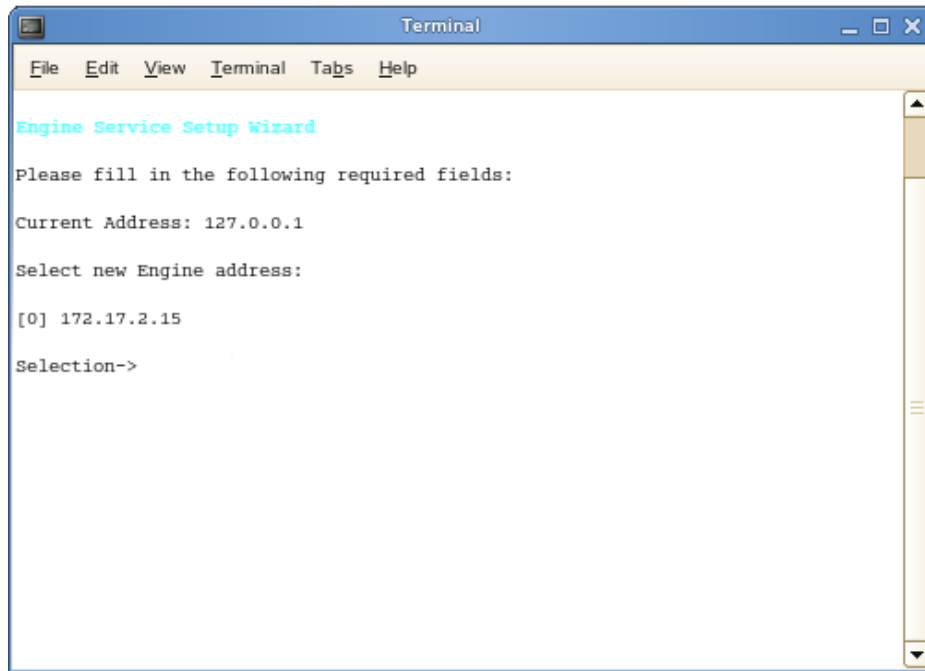 Terminal
File Edit View Terminal Tabs Help
Engine Service Setup Wizard
Please fill in the following required fields:
Current Address: 127.0.0.1
Select new Engine address:
[0] 172.17.2.15
Selection->